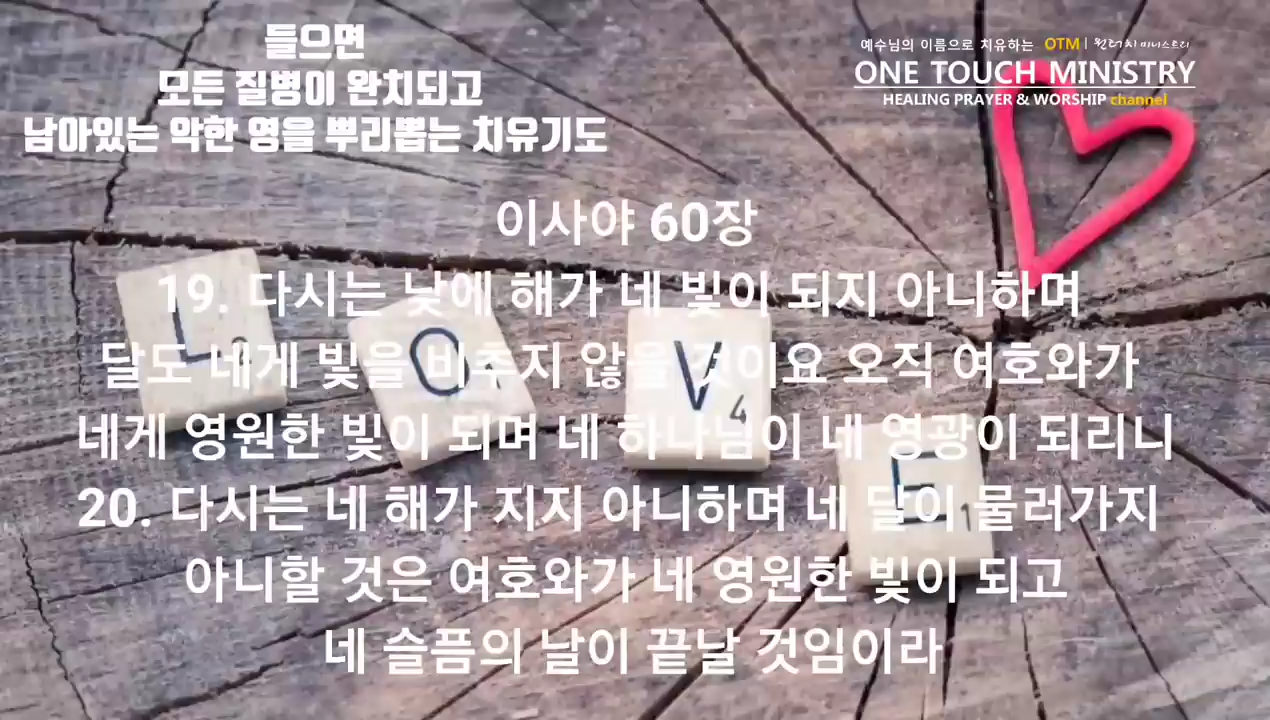 들으면
모든 질병이 완치되고
남아있는 악한 영을 뿌리뽑는 치유기도
예수님의 이름으로 치유하는 OTM | 원터치 미니스트리
ONE TOUCH MINISTRY
HEALING PRAYER & WORSHIP channel
이사야 60장
19. 다시는 낮에 해가 네 빛이 되지 아니하며
달도 네게 빛을 비추지 않을 것이요 오직 여호와가
네게 영원한 빛이 되며 네 하나님이 네 영광이 되리니
20. 다시는 네 해가 지지 아니하며 네 달이 물러가지
아니할 것은 여호와가 네 영원한 빛이 되고
네 슬픔의 날이 끝날 것임이라
L
O
V 4
E 1